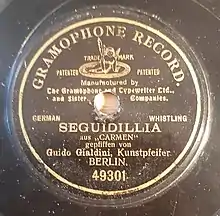 GRAMOPHONE RECORD
TRADE MARK
PATENTED PATENTED
Manufactured by
The Gramophone and Typewriter Ltd.,
and Sister Companies.
GERMAN WHISTLING
SEGUIDILLIA
aus „CARMEN"
gepfiffen von
Guido Gialdini, Kunstpfeifer
BERLIN.
49301